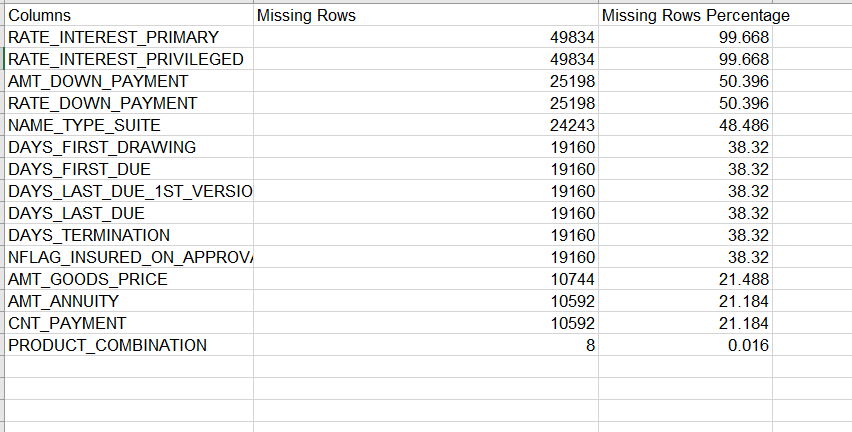 Columns Missing Rows Missing Rows Percentage
RATE_INTEREST_PRIMARY 49834 99.668
RATE_INTEREST_PRIVILEGED 49834 99.668
AMT_DOWN_PAYMENT 25198 50.396
RATE_DOWN_PAYMENT 25198 50.396
NAME_TYPE_SUITE 24243 48.486
DAYS_FIRST_DRAWING 19160 38.32
DAYS_FIRST_DUE 19160 38.32
DAYS_LAST_DUE_1ST_VERSIO 19160 38.32
DAYS_LAST_DUE 19160 38.32
DAYS_TERMINATION 19160 38.32
NFLAG_INSURED_ON_APPROVA 19160 38.32
AMT_GOODS_PRICE 10744 21.488
AMT_ANNUITY 10592 21.184
CNT_PAYMENT 10592 21.184
PRODUCT_COMBINATION 8 0.016